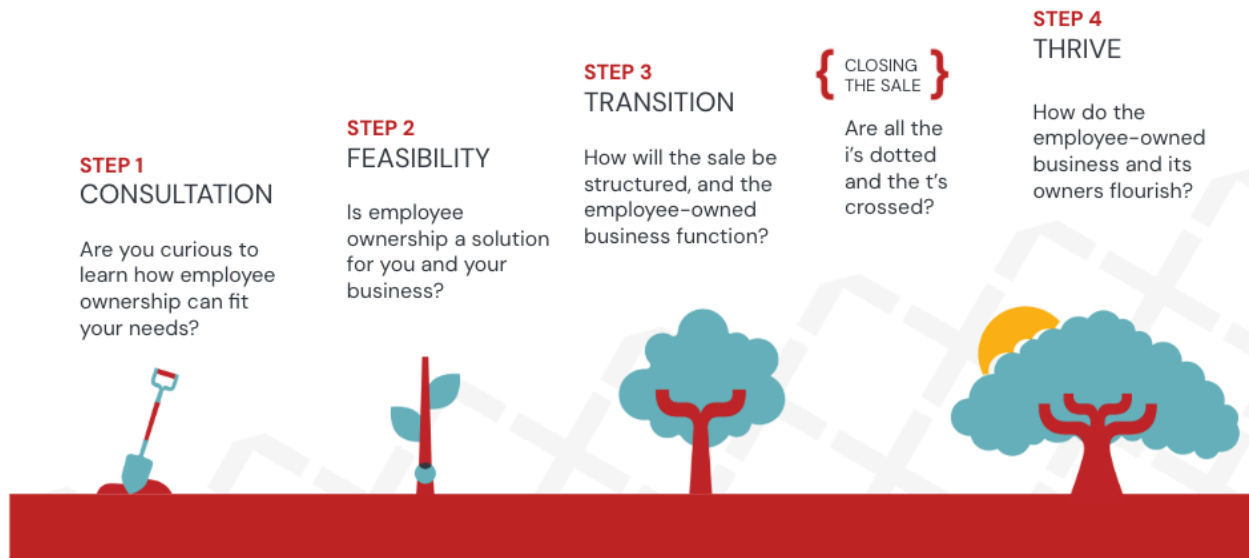 STEP 1
CONSULTATION
Are you curious to
learn how employee
ownership can fit
your needs?
STEP 2
FEASIBILITY
Is employee
ownership a solution
for you and your
business?
STEP 3
TRANSITION
How will the sale be
structured, and the
employee-owned
business function?
{ CLOSING
THE SALE }
Are all the
i’s dotted
and the t’s
crossed?
STEP 4
THRIVE
How do the
employee-owned
business and its
owners flourish?